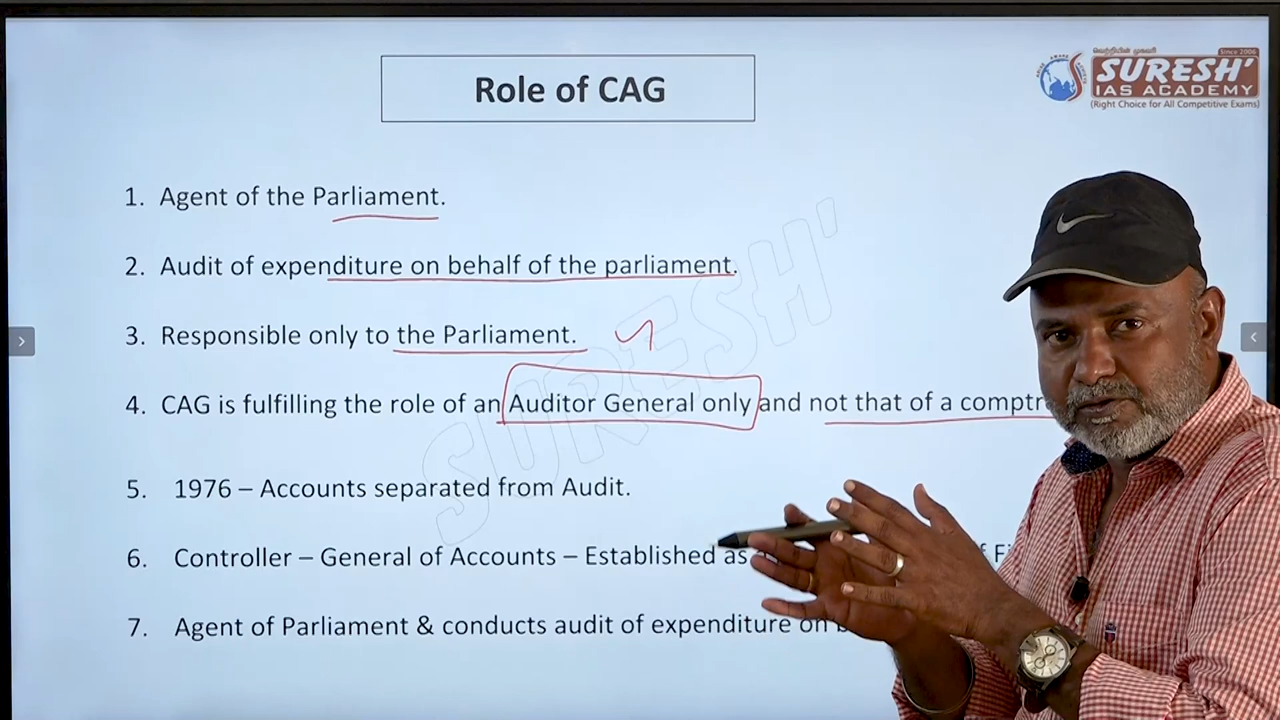 Role of CAG
Since 2006
SURESH'
IAS ACADEMY
(Right Choice for All Competitive Exams)
1. Agent of the Parliament.
2. Audit of expenditure on behalf of the parliament.
3. Responsible only to the Parliament.
4. CAG is fulfilling the role of an Auditor General only and not that of a comptr
5. 1976 – Accounts separated from Audit.
6. Controller – General of Accounts – Established as
7. Agent of Parliament & conducts audit of expenditure on
SURESH'